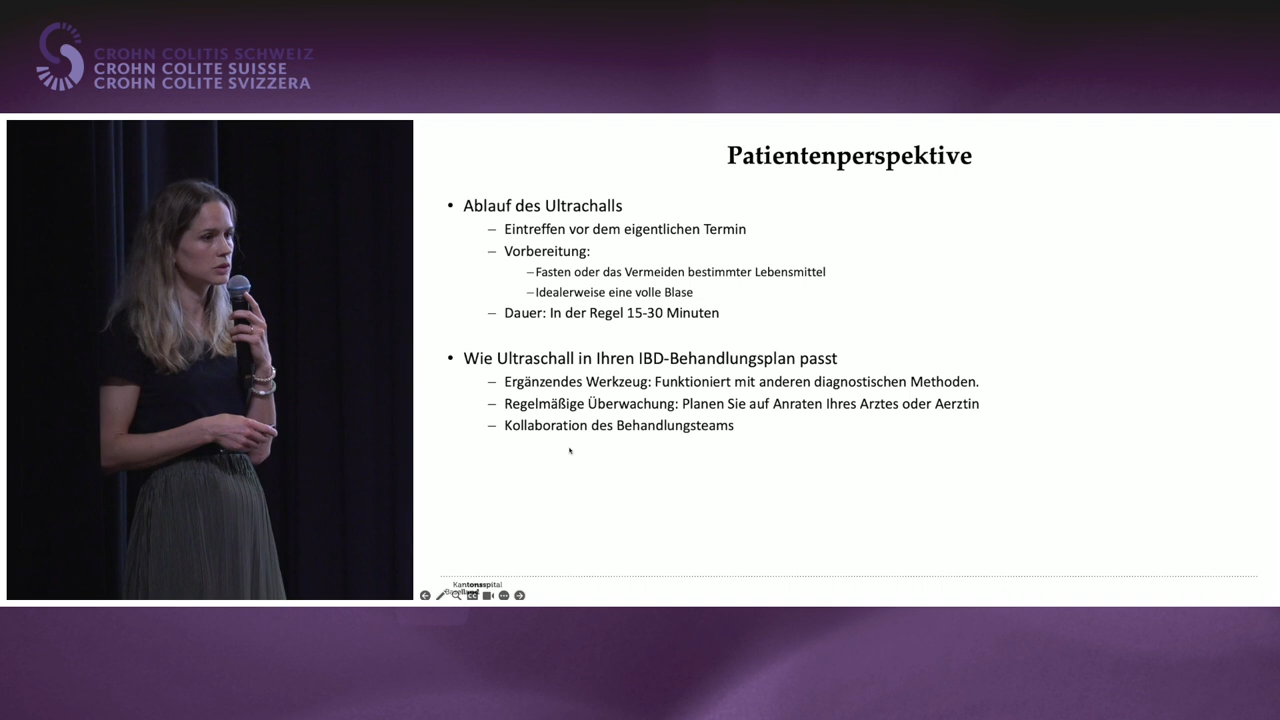 CROHN COLITIS SCHWEIZ
CROHN COLITE SUISSE
CROHN COLITE SVIZZERA
Patientenperspektive
• Ablauf des Ultrachalls
– Eintreffen vor dem eigentlichen Termin
– Vorbereitung:
–Fasten oder das Vermeiden bestimmter Lebensmittel
–Idealerweise eine volle Blase
– Dauer: In der Regel 15-30 Minuten
• Wie Ultraschall in Ihren IBD-Behandlungsplan passt
– Ergänzendes Werkzeug: Funktioniert mit anderen diagnostischen Methoden.
– Regelmäßige Überwachung: Planen Sie auf Anraten Ihres Arztes oder Aerztin
– Kollaboration des Behandlungsteams
Kantonsspital